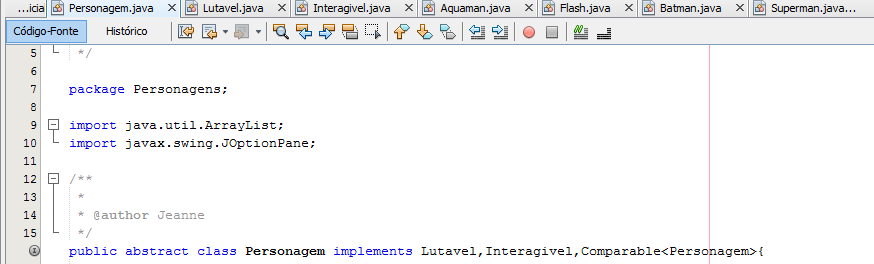 ...icial Personagem.java Lutavel.java Interagivel.java Aquaman.java Flash.java Batman.java Superman.java...
Código-Fonte Histórico
5 */
6
7 package Personagens;
8
9 import java.util.ArrayList;
10 import javax.swing.JOptionPane;
11
12 /**
13 *
14 * @author Jeanne
15 */
public abstract class Personagem implements Lutavel,Interagivel,Comparable<Personagem>{